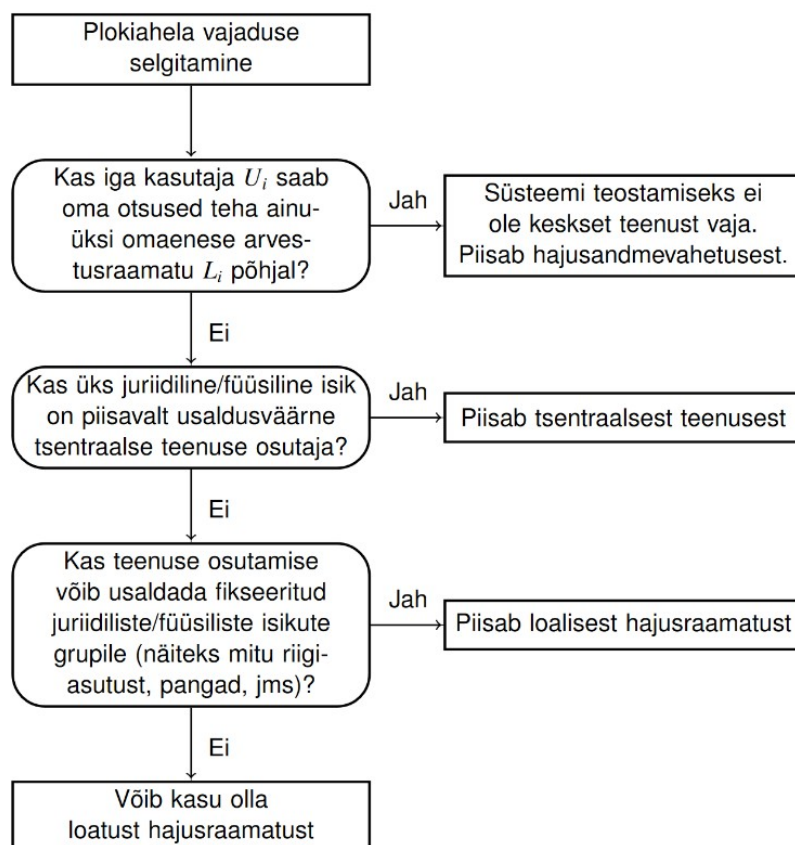 Plokiahela vajaduse
selgitamine
Kas iga kasutaja Uᵢ saab
oma otsused teha ainu-
üksi omaenese arves-
tusraamatu Lᵢ põhjal?
Jah
Süsteemi teostamiseks ei
ole keskset teenust vaja.
Piisab hajusandmevahetusest.
Ei
Kas üks juriidiline/füüsiline isik
on piisavalt usaldusväärne
tsentraalse teenuse osutaja?
Jah
Piisab tsentraalsest teenusest
Ei
Kas teenuse osutamise
võib usaldada fikseeritud
juriidiliste/füüsiliste isikute
grupile (näiteks mitu riigi-
asutust, pangad, jms)?
Jah
Piisab loalisest hajusraamatust
Ei
Võib kasu olla
loatust hajusraamatust